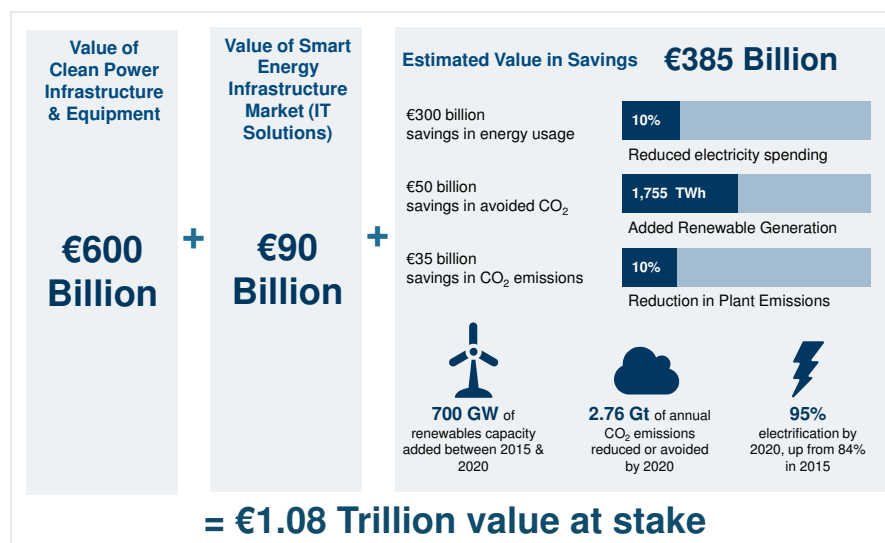 Value of
Clean Power
Infrastructure
& Equipment
€600
Billion
+
Value of Smart
Energy
Infrastructure
Market (IT
Solutions)
€90
Billion
+
Estimated Value in Savings €385 Billion
€300 billion
savings in energy usage
10%
Reduced electricity spending
€50 billion
savings in avoided CO₂
1,755 TWh
Added Renewable Generation
€35 billion
savings in CO₂ emissions
10%
Reduction in Plant Emissions
700 GW of
renewables capacity
added between 2015 &
2020
2.76 Gt of annual
CO₂ emissions
reduced or avoided
by 2020
95%
electrification by
2020, up from 84%
in 2015
= €1.08 Trillion value at stake